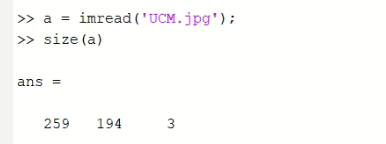 >> a = imread('UCM.jpg');
>> size(a)
ans =
259 194 3